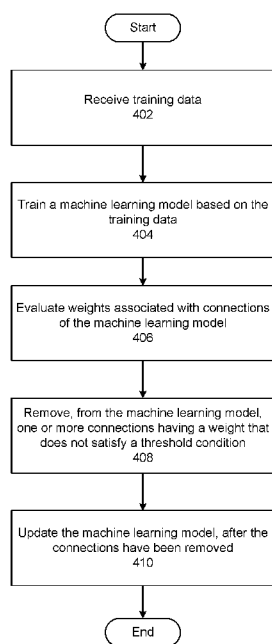 Start
Receive training data
402
Train a machine learning model based on the
training data
404
Evaluate weights associated with connections
of the machine learning model
406
Remove, from the machine learning model,
one or more connections having a weight that
does not satisfy a threshold condition
408
Update the machine learning model, after the
connections have been removed
410
End